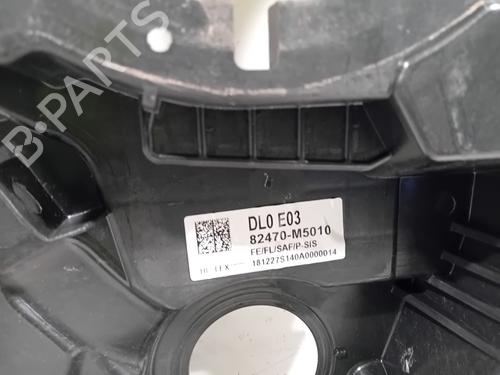 B-PARTS
DL0 E03
82470-M5010
FE/FL/SAF/P-SIS
181227S140A0000014